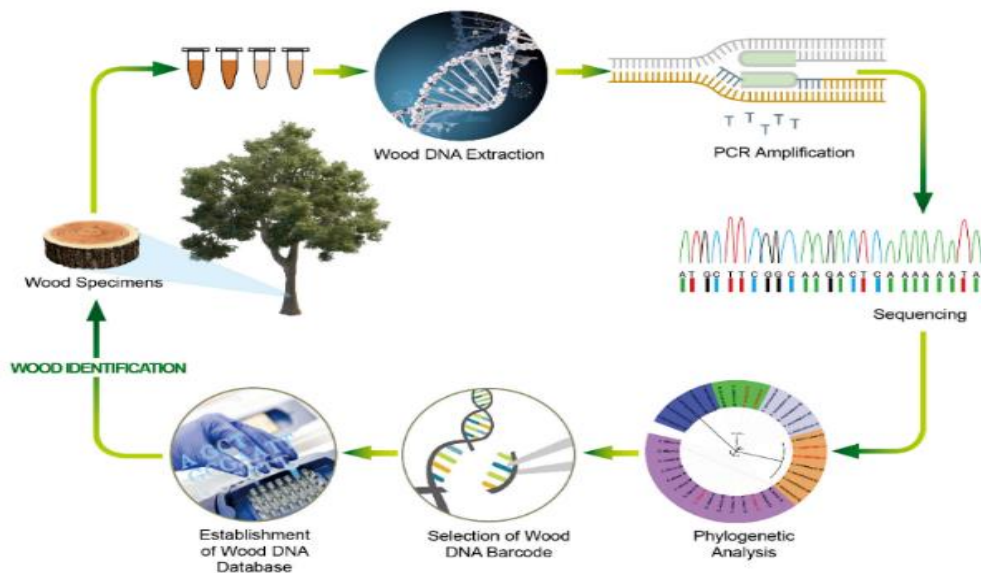 Wood DNA Extraction
PCR Amplification
T T T T T
Wood Specimens
A T G C T T C G G C A A G A C T C A A A A A A T A
Sequencing
WOOD IDENTIFICATION
Establishment
of Wood DNA
Database
Selection of Wood
DNA Barcode
Phylogenetic
Analysis